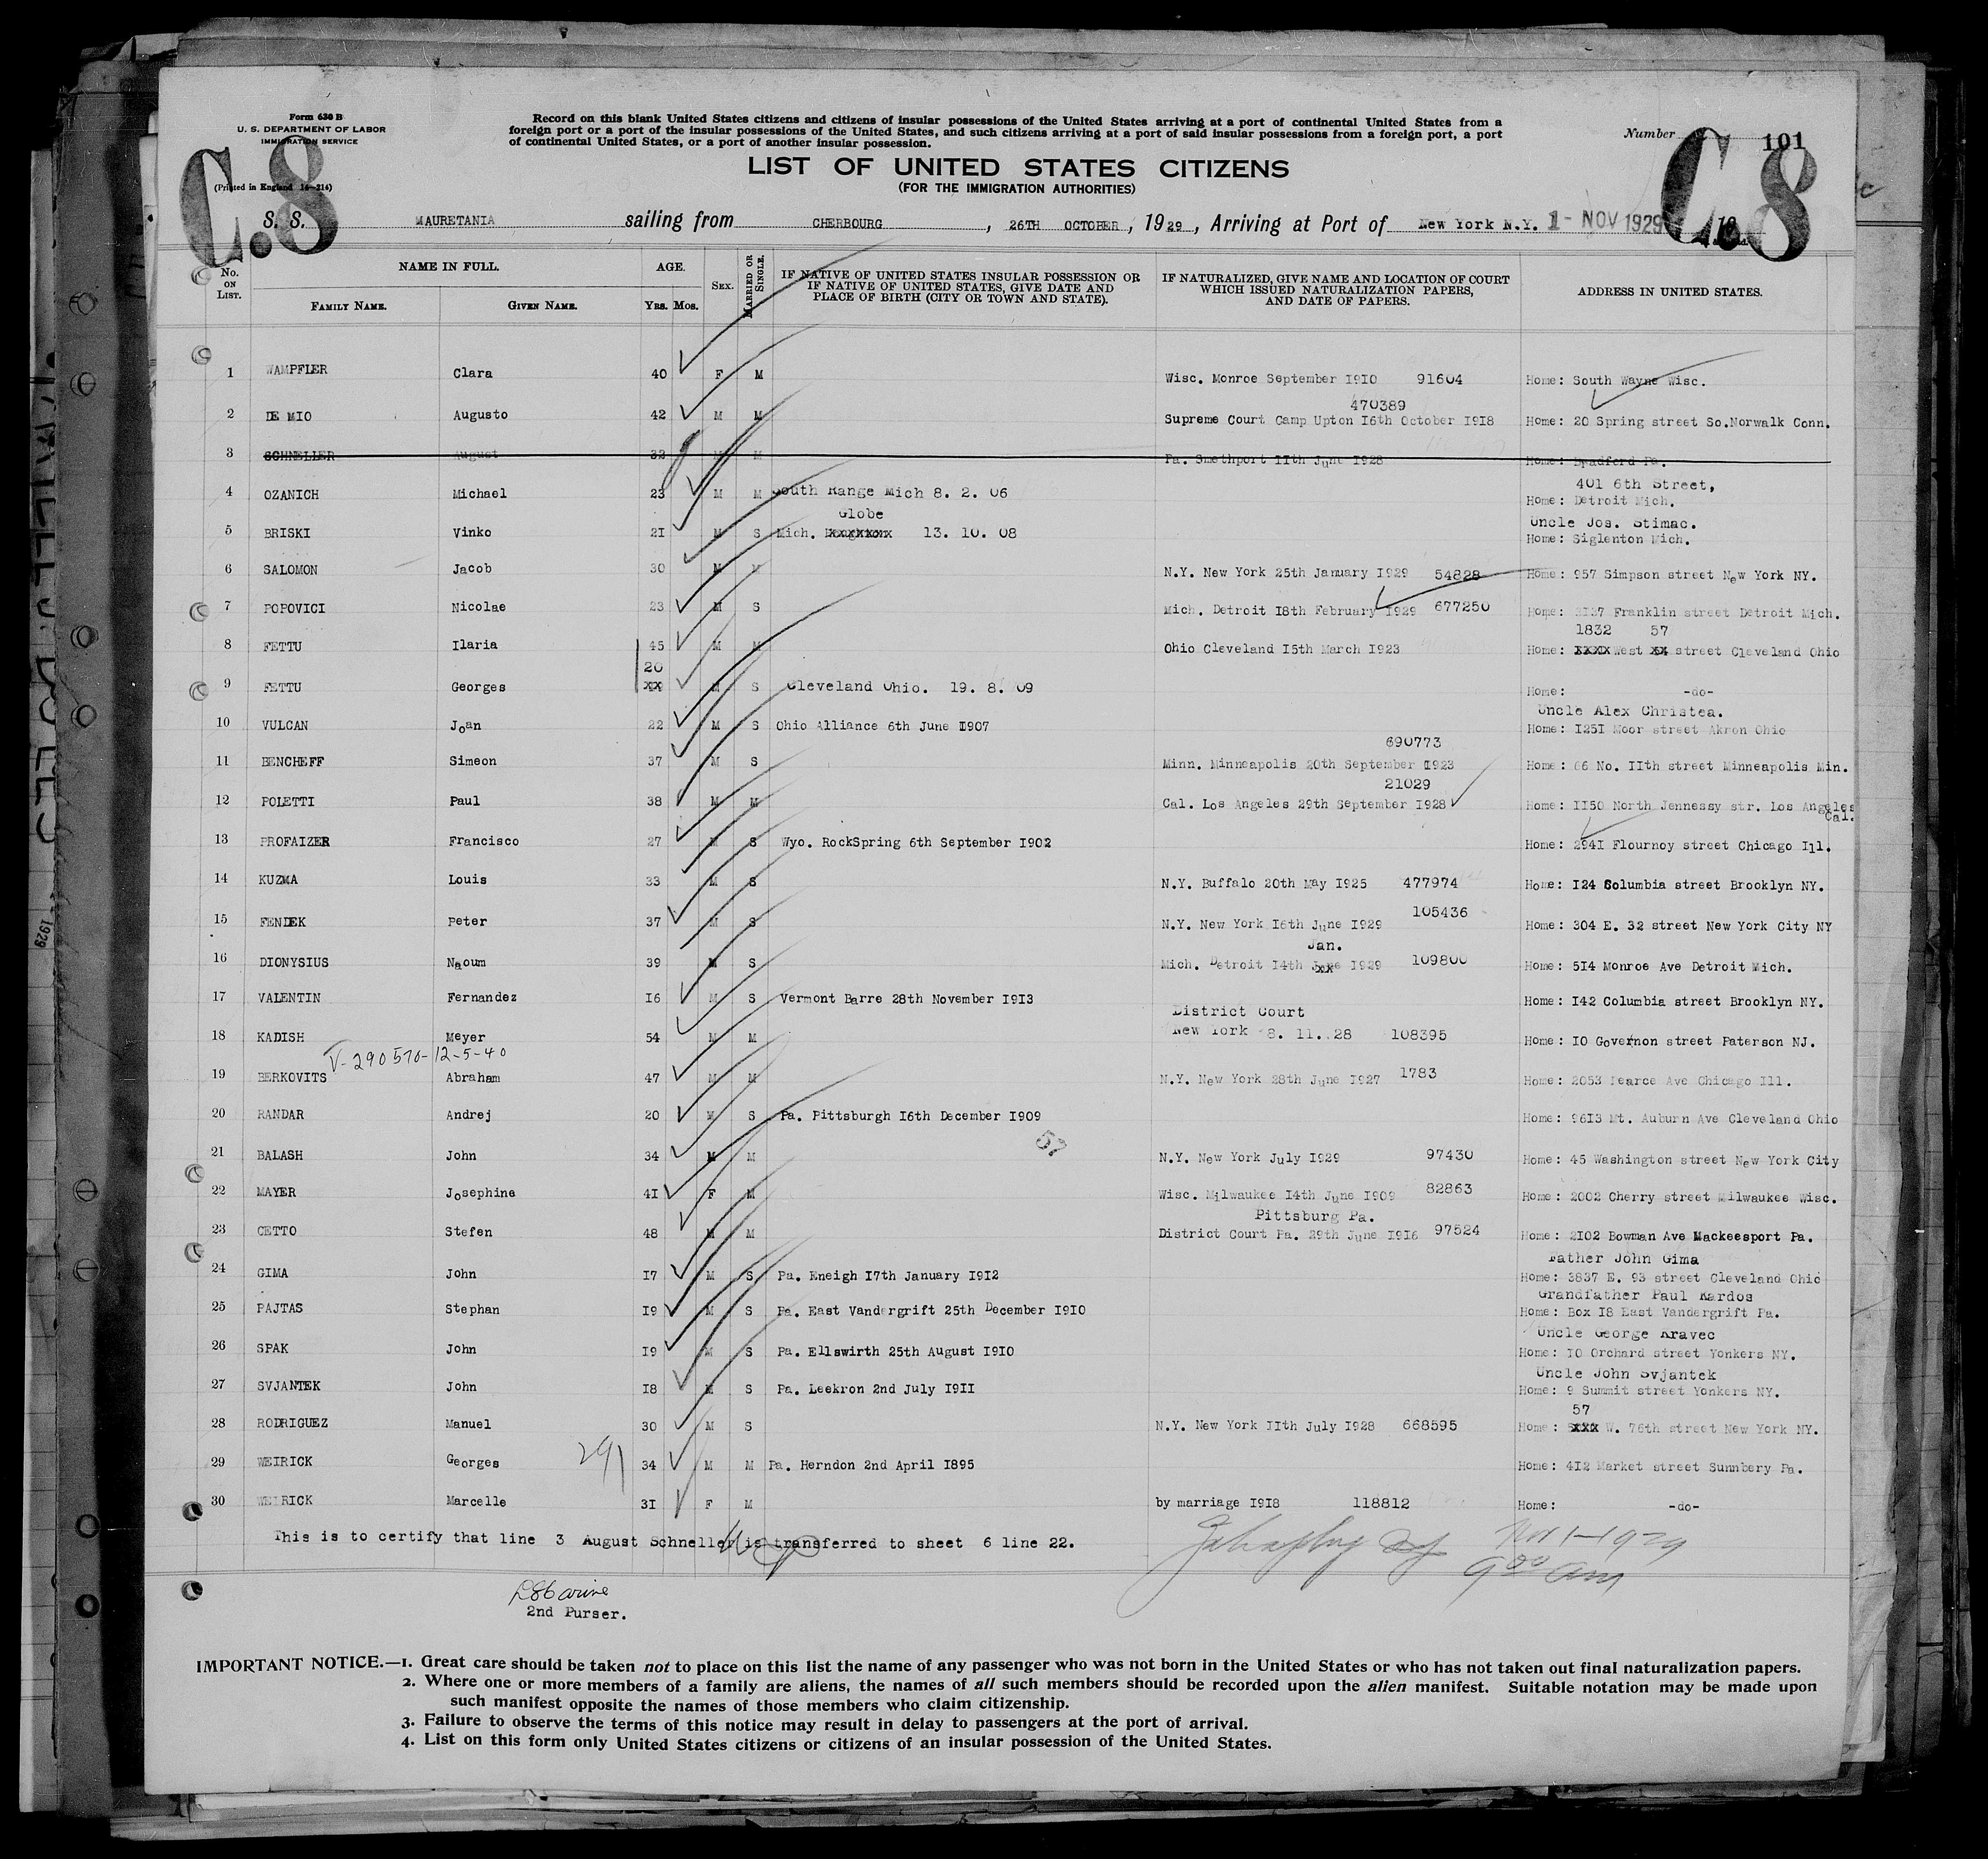 Form 630 B
U. S. DEPARTMENT OF LABOR
IMMIGRATION SERVICE
(Printed in England 14—214)
C.8
Record on this blank United States citizens and citizens of insular possessions of the United States arriving at a port of continental United States from a
foreign port or a port of the insular possessions of the United States, and such citizens arriving at a port of said insular possessions from a foreign port, a port
of continental United States, or a port of another insular possession.
Number 101
C 8
LIST OF UNITED STATES CITIZENS
(FOR THE IMMIGRATION AUTHORITIES)
S. S. MAURETANIA sailing from CHERBOURG, 26TH OCTOBER, 1929, Arriving at Port of New York N.Y. 1- NOV 1929
No. ON LIST. NAME IN FULL. FAMILY NAME. GIVEN NAME. AGE. YRS. MOS. SEX. MARRIED OR SINGLE. IF NATIVE OF UNITED STATES INSULAR POSSESSION OR IF NATIVE OF UNITED STATES, GIVE DATE AND PLACE OF BIRTH (CITY OR TOWN AND STATE). IF NATURALIZED, GIVE NAME AND LOCATION OF COURT WHICH ISSUED NATURALIZATION PAPERS, AND DATE OF PAPERS. ADDRESS IN UNITED STATES.
1 WAMPFLER Clara 40 F M Wisc. Monroe September 1910 91604 Home: South Wayne Wisc.
470389
2 DE MIO Augusto 42 M M Supreme Court Camp Upton 16th October 1918 Home: 20 Spring street So.Norwalk Conn.
3 SCHNELLER August 32 M M Pa. Smethport 11th June 1928 Home: Bradford Pa.
401 6th Street,
4 OZANICH Michael 23 M M South Range Mich 8. 2. 06 Home: Detroit Mich.
Globe Uncle Jos. Stimac.
5 BRISKI Vinko 21 M S Mich. 13. 10. 08 Home: Siglenton Mich.
6 SALOMON Jacob 30 M M N.Y. New York 25th January 1929 54828 Home: 957 Simpson street New York NY.
7 POPOVICI Nicolae 23 M S Mich. Detroit 18th February 1929 677250 Home: 3137 Franklin street Detroit Mich.
1832 57
8 FETTU Ilaria 45 M M Ohio Cleveland 15th March 1923 Home: xxxx West xx street Cleveland Ohio
20
9 FETTU Georges xx M S Cleveland Ohio. 19. 8. 09 Home: -do-
Uncle Alex Christea.
10 VULCAN Joan 22 M S Ohio Alliance 6th June 1907 Home: 1251 Moor street Akron Ohio
690773
11 BENCHEFF Simeon 37 M S Minn. Minneapolis 20th September 1923 Home: 66 No. 11th street Minneapolis Min.
21029
12 POLETTI Paul 38 M M Cal. Los Angeles 29th September 1928 Home: 1150 North Jennessy str. Los Angeles Cal.
13 PROFAIZER Francisco 27 M S Wyo. RockSpring 6th September 1902 Home: 2941 Flournoy street Chicago Ill.
14 KUZMA Louis 33 M S N.Y. Buffalo 20th May 1925 477974 Home: 124 Columbia street Brooklyn NY.
15 FENDEK Peter 37 M S N.Y. New York 16th June 1929 105436 Home: 304 E. 32 street New York City NY
Jan.
16 DIONYSIUS Naoum 39 M S Mich. Detroit 14th June 1929 109800 Home: 514 Monroe Ave Detroit Mich.
17 VALENTIN Fernandez 16 M S Vermont Barre 28th November 1913 Home: 142 Columbia street Brooklyn NY.
District Court
18 KADISH Meyer 54 M M New York 8. 11. 28 108395 Home: 10 Governon street Paterson NJ.
V-290570-12-5-40
19 BERKOVITS Abraham 47 M M N.Y. New York 28th June 1927 1783 Home: 2053 Pearce Ave Chicago Ill.
20 RANDAR Andrej 20 M S Pa. Pittsburgh 16th December 1909 Home: 9613 Mt. Auburn Ave Cleveland Ohio
57
21 BALASH John 34 M M N.Y. New York July 1929 97430 Home: 45 Washington street New York City
22 MAYER Josephine 41 F M Wisc. Milwaukee 14th June 1909 82863 Home: 2002 Cherry street Milwaukee Wisc.
Pittsburg Pa.
23 CETTO Stefen 48 M M District Court Pa. 29th June 1916 97524 Home: 2102 Bowman Ave Mackeesport Pa.
Father John Gima
24 GIMA John 17 M S Pa. Eneigh 17th January 1912 Home: 3837 E. 93 street Cleveland Ohio
Grandfather Paul Kardos
25 PAJTAS Stephan 19 M S Pa. East Vandergrift 25th December 1910 Home: Box 18 East Vandergrift Pa.
Uncle George Kravec
26 SPAK John 19 M S Pa. Ellswirth 25th August 1910 Home: 10 Orchard street Yonkers NY.
Uncle John Svjantek
27 SVJANTEK John 18 M S Pa. Leekron 2nd July 1911 Home: 9 Summit street Yonkers NY.
57
28 RODRIGUEZ Manuel 30 M S N.Y. New York 11th July 1928 668595 Home: xxx W. 76th street New York NY.
29 WEIRICK Georges 291 34 M M Pa. Herndon 2nd April 1895 Home: 412 Market street Sunnbery Pa.
30 WEIRICK Marcelle 31 F M by marriage 1918 118812 Home: -do-
This is to certify that line 3 August Schneller is transferred to sheet 6 line 22.
Nov 1-1929
9 00 am
2nd Purser.
IMPORTANT NOTICE.—1. Great care should be taken not to place on this list the name of any passenger who was not born in the United States or who has not taken out final naturalization papers.
2. Where one or more members of a family are aliens, the names of all such members should be recorded upon the alien manifest. Suitable notation may be made upon
such manifest opposite the names of those members who claim citizenship.
3. Failure to observe the terms of this notice may result in delay to passengers at the port of arrival.
4. List on this form only United States citizens or citizens of an insular possession of the United States.
1929